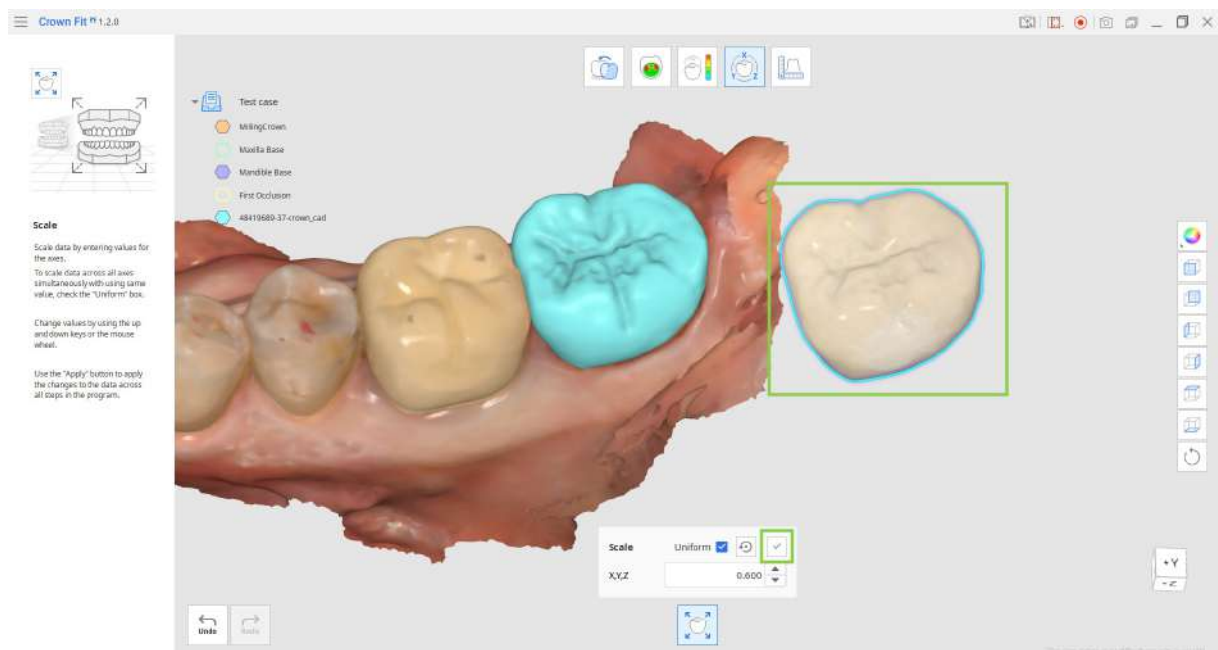 Crown Fit 1.2.0
Test case
MillingCrown
Maxilla Base
Mandible Base
First Occlusion
48419689-37-crown_cad
Scale
Scale data by entering values for
the axes.
To scale data across all axes
simultaneously with using same
value, check the "Uniform" box.
Change values by using the up
and down keys or the mouse
wheel.
Use the "Apply" button to apply
the changes to the data across
all steps in the program.
X
Y
Z
Scale
Uniform
X,Y,Z
0.600
Undo
Redo
+Y
-Z